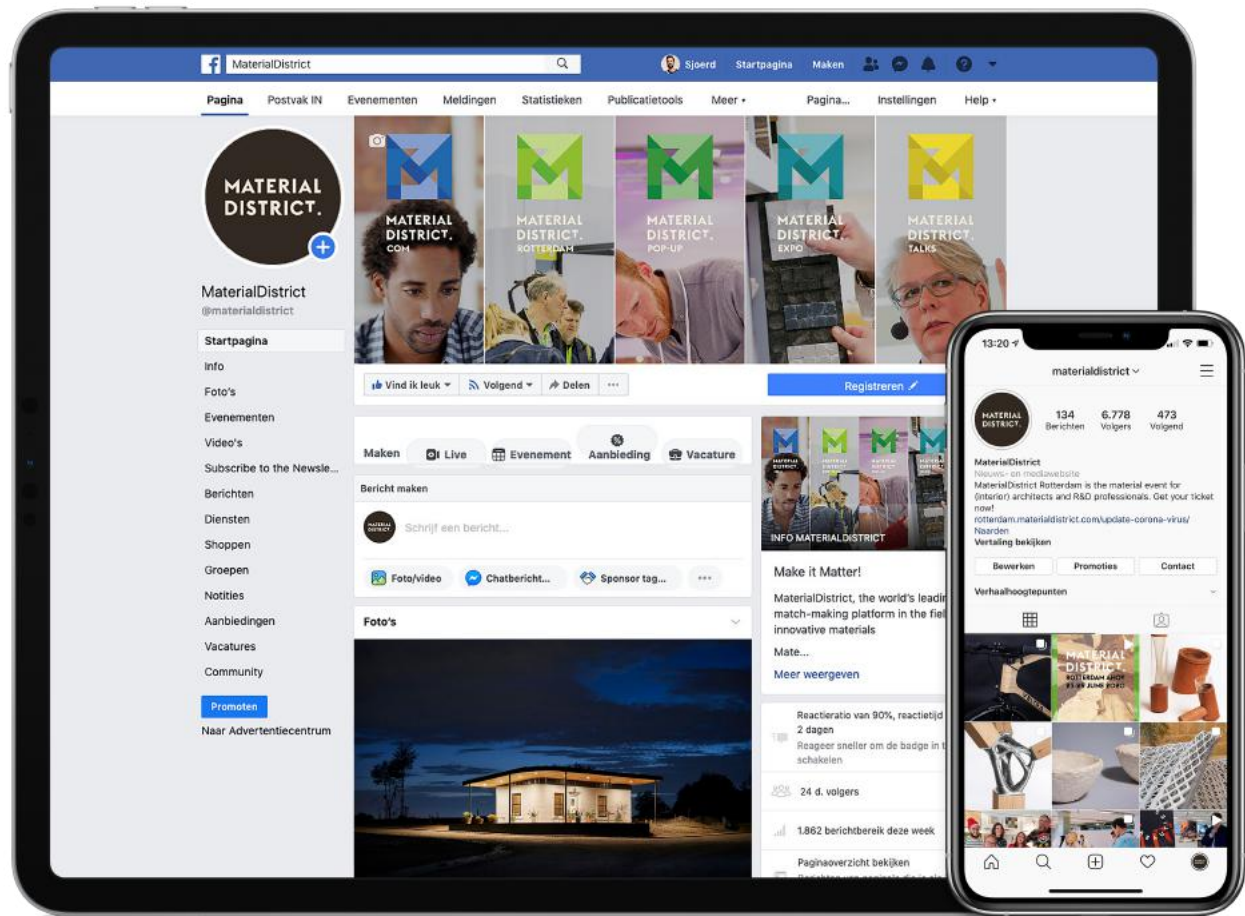 MaterialDistrict
Sjoerd Startpagina Maken
Pagina Postvak IN Evenementen Meldingen Statistieken Publicatietools Meer Pagina... Instellingen Help
MATERIAL
DISTRICT.
MaterialDistrict
@materialdistrict
Startpagina
Info
Foto's
Evenementen
Video's
Subscribe to the Newsle...
Berichten
Diensten
Shoppen
Groepen
Notities
Aanbiedingen
Vacatures
Community
Promoten
Naar Advertentiecentrum
MATERIAL
DISTRICT.
COM
MATERIAL
DISTRICT.
ROTTERDAM
MATERIAL
DISTRICT.
POP-UP
MATERIAL
DISTRICT.
EXPO
MATERIAL
DISTRICT.
TALKS
Vind ik leuk Volgend Delen ...
Registreren
Maken Live Evenement Aanbieding Vacature
Bericht maken
MATERIAL
DISTRICT.
Schrijf een bericht...
Foto/video Chatbericht... Sponsor tag... ...
Foto's
INFO MATERIALDISTRICT
Make it Matter!
MaterialDistrict, the world's leadin
match-making platform in the fiel
innovative materials
Mate...
Meer weergeven
Reactieratio van 90%, reactietijd
2 dagen
Reageer sneller om de badge in t
schakelen
24 d. volgers
1.862 berichtbereik deze week
Paginaoverzicht bekijken
13:20
materialdistrict
MATERIAL
DISTRICT.
134 6.778 473
Berichten Volgers Volgend
MaterialDistrict
Nieuws- en mediawebsite
MaterialDistrict Rotterdam is the material event for
(interior) architects and R&D professionals. Get your ticket
now!
rotterdam.materialdistrict.com/update-corona-virus/
Naarden
Vertaling bekijken
Bewerken Promoties Contact
Verhaalhoogtepunten
MATERIAL
DISTRICT.
ROTTERDAM AHOY